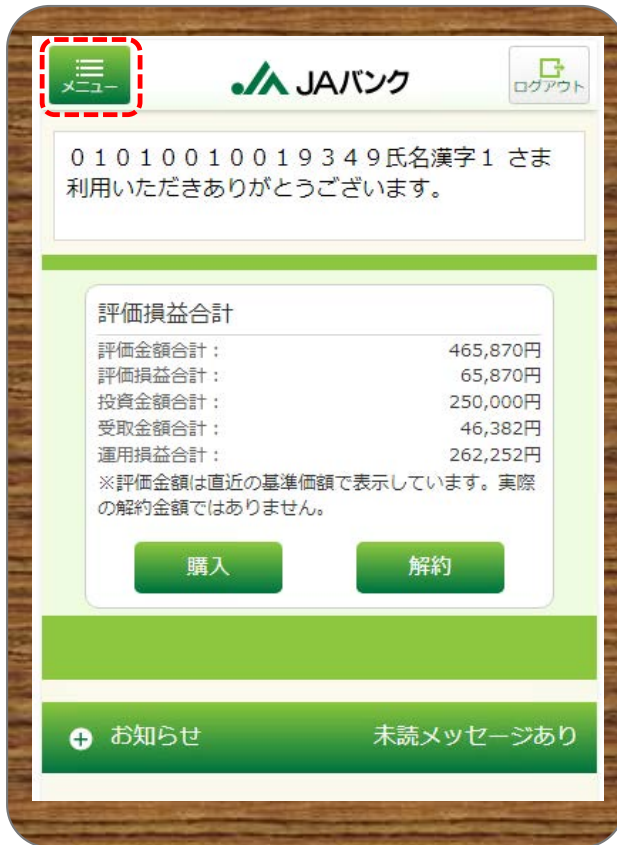 メニュー
JAバンク
ログアウト
01010010019349氏名漢字1 さま
利用いただきありがとうございます。
評価損益合計
評価金額合計： 465,870円
評価損益合計： 65,870円
投資金額合計： 250,000円
受取金額合計： 46,382円
運用損益合計： 262,252円
※評価金額は直近の基準価額で表示しています。実際
の解約金額ではありません。
購入 解約
お知らせ 未読メッセージあり